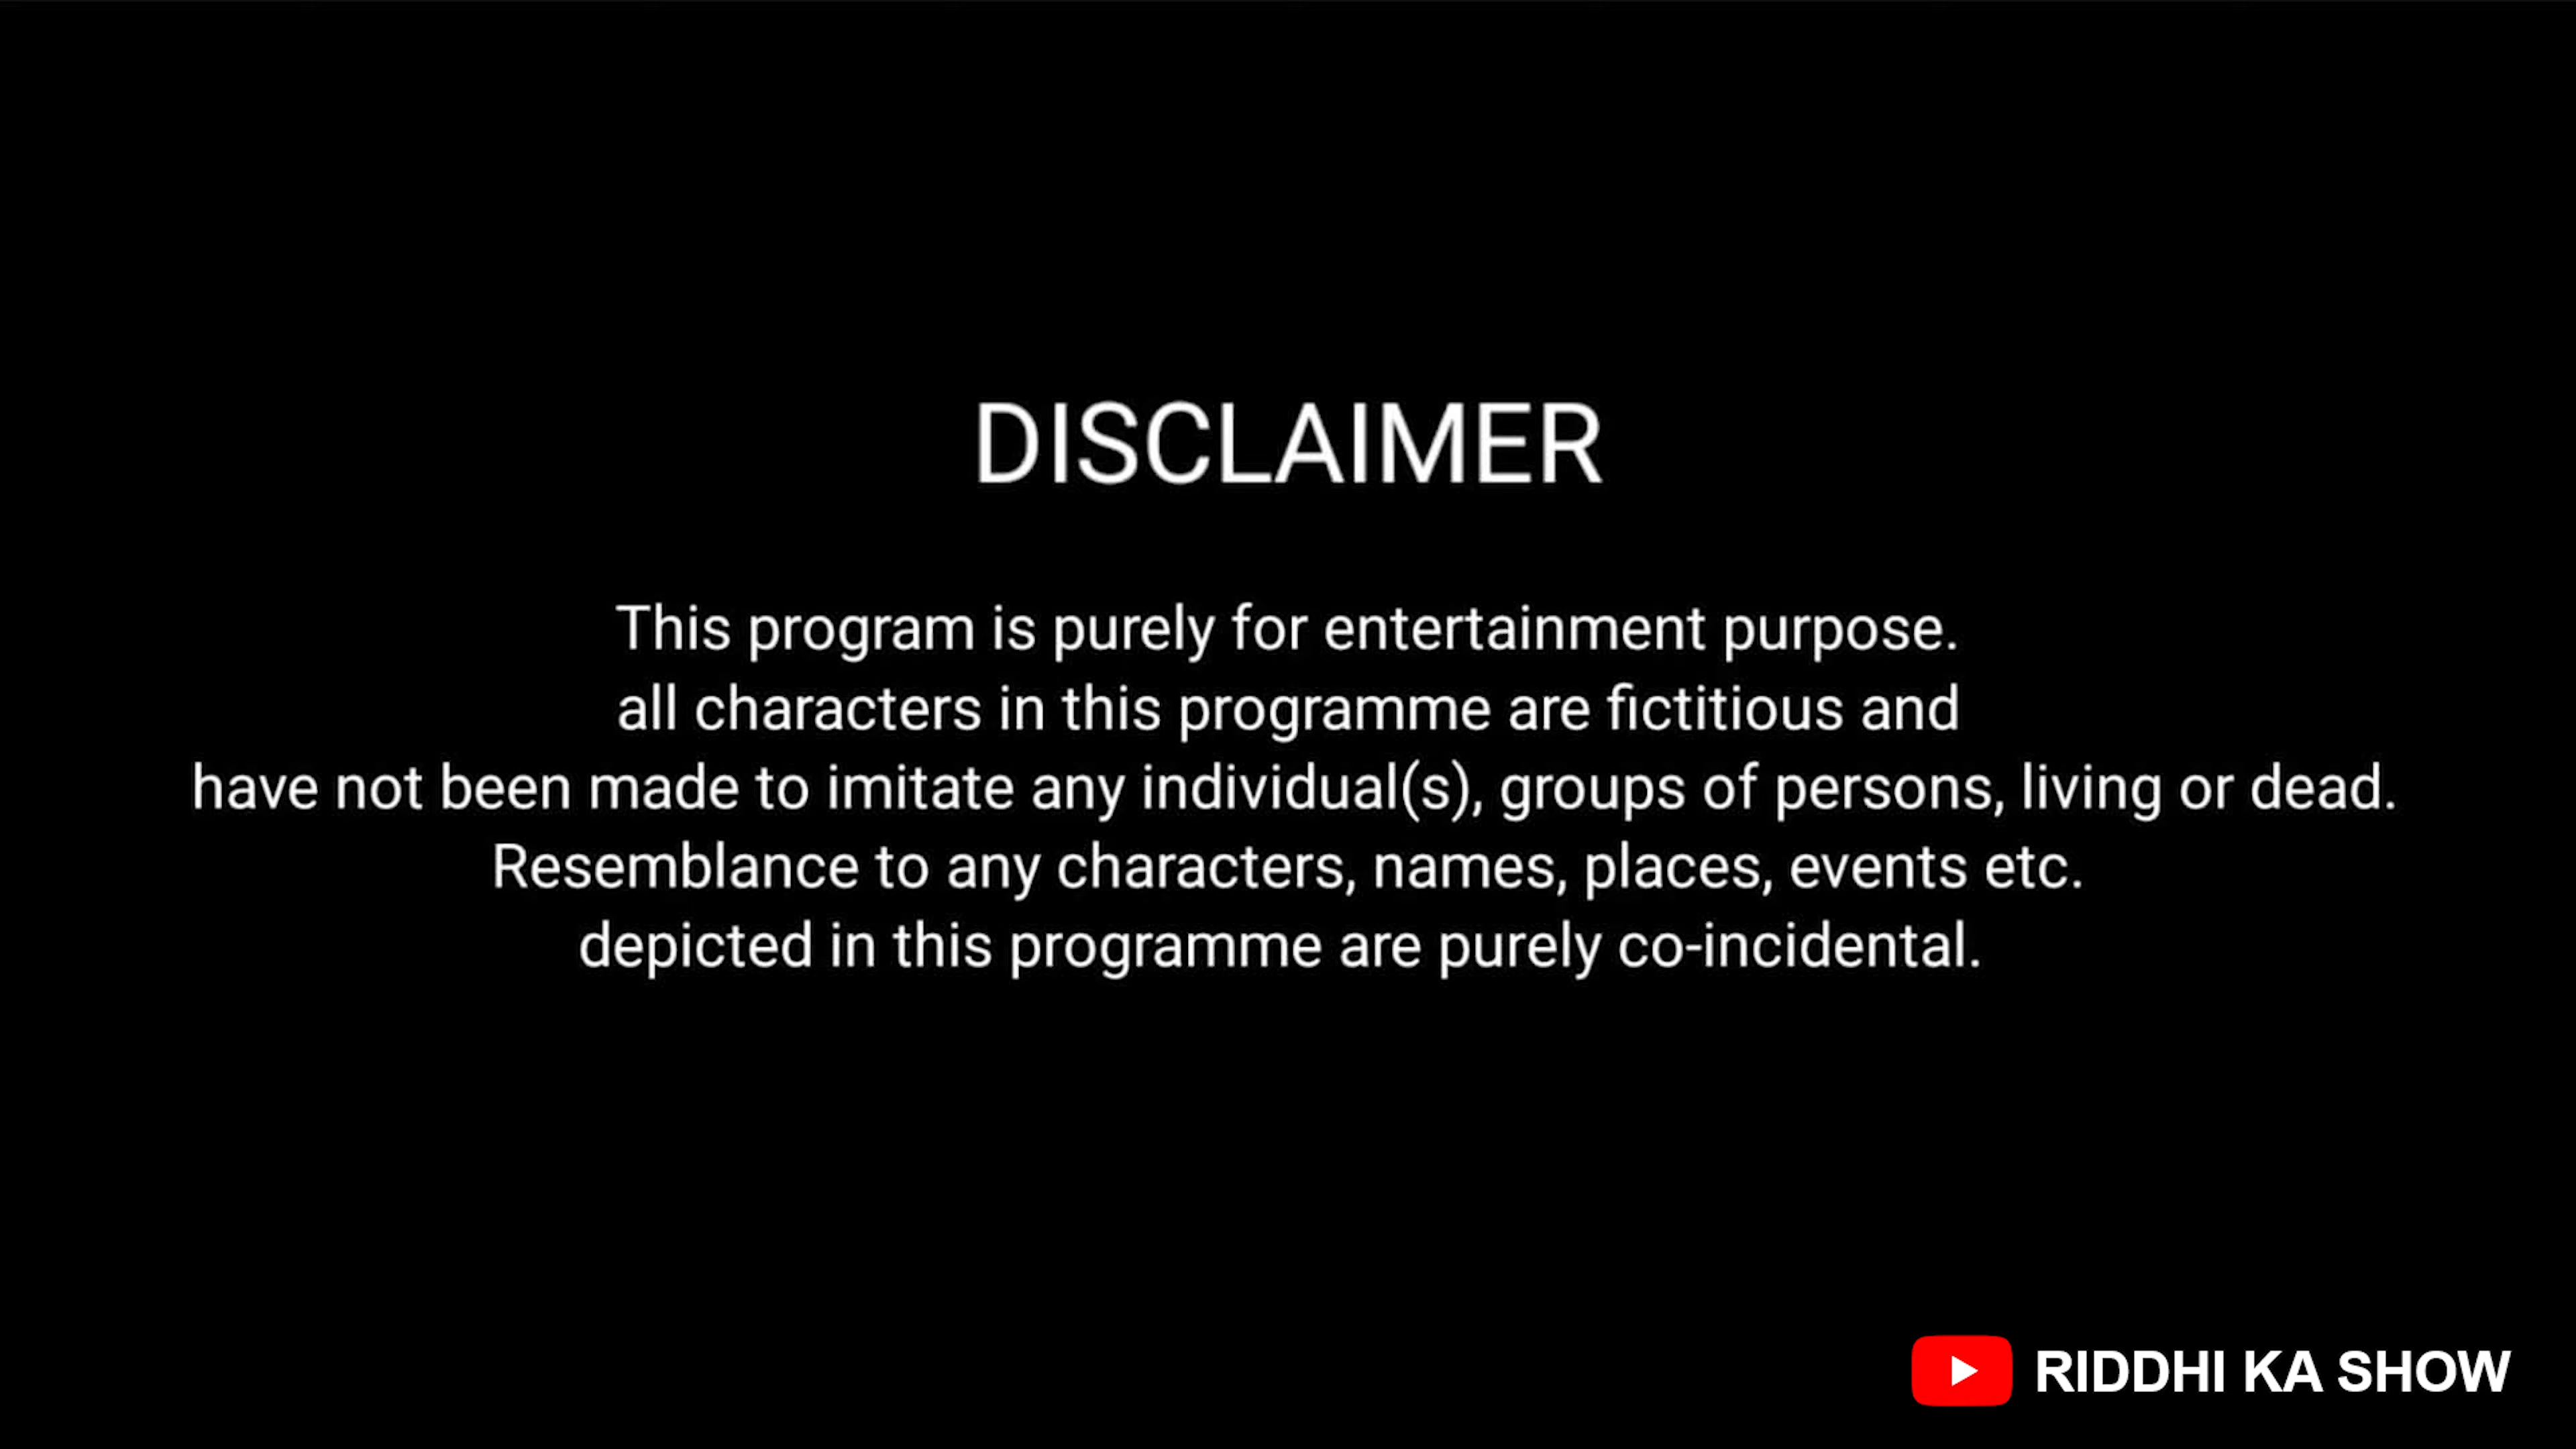 DISCLAIMER
This program is purely for entertainment purpose.
all characters in this programme are fictitious and
have not been made to imitate any individual(s), groups of persons, living or dead.
Resemblance to any characters, names, places, events etc.
depicted in this programme are purely co-incidental.
RIDDHI KA SHOW